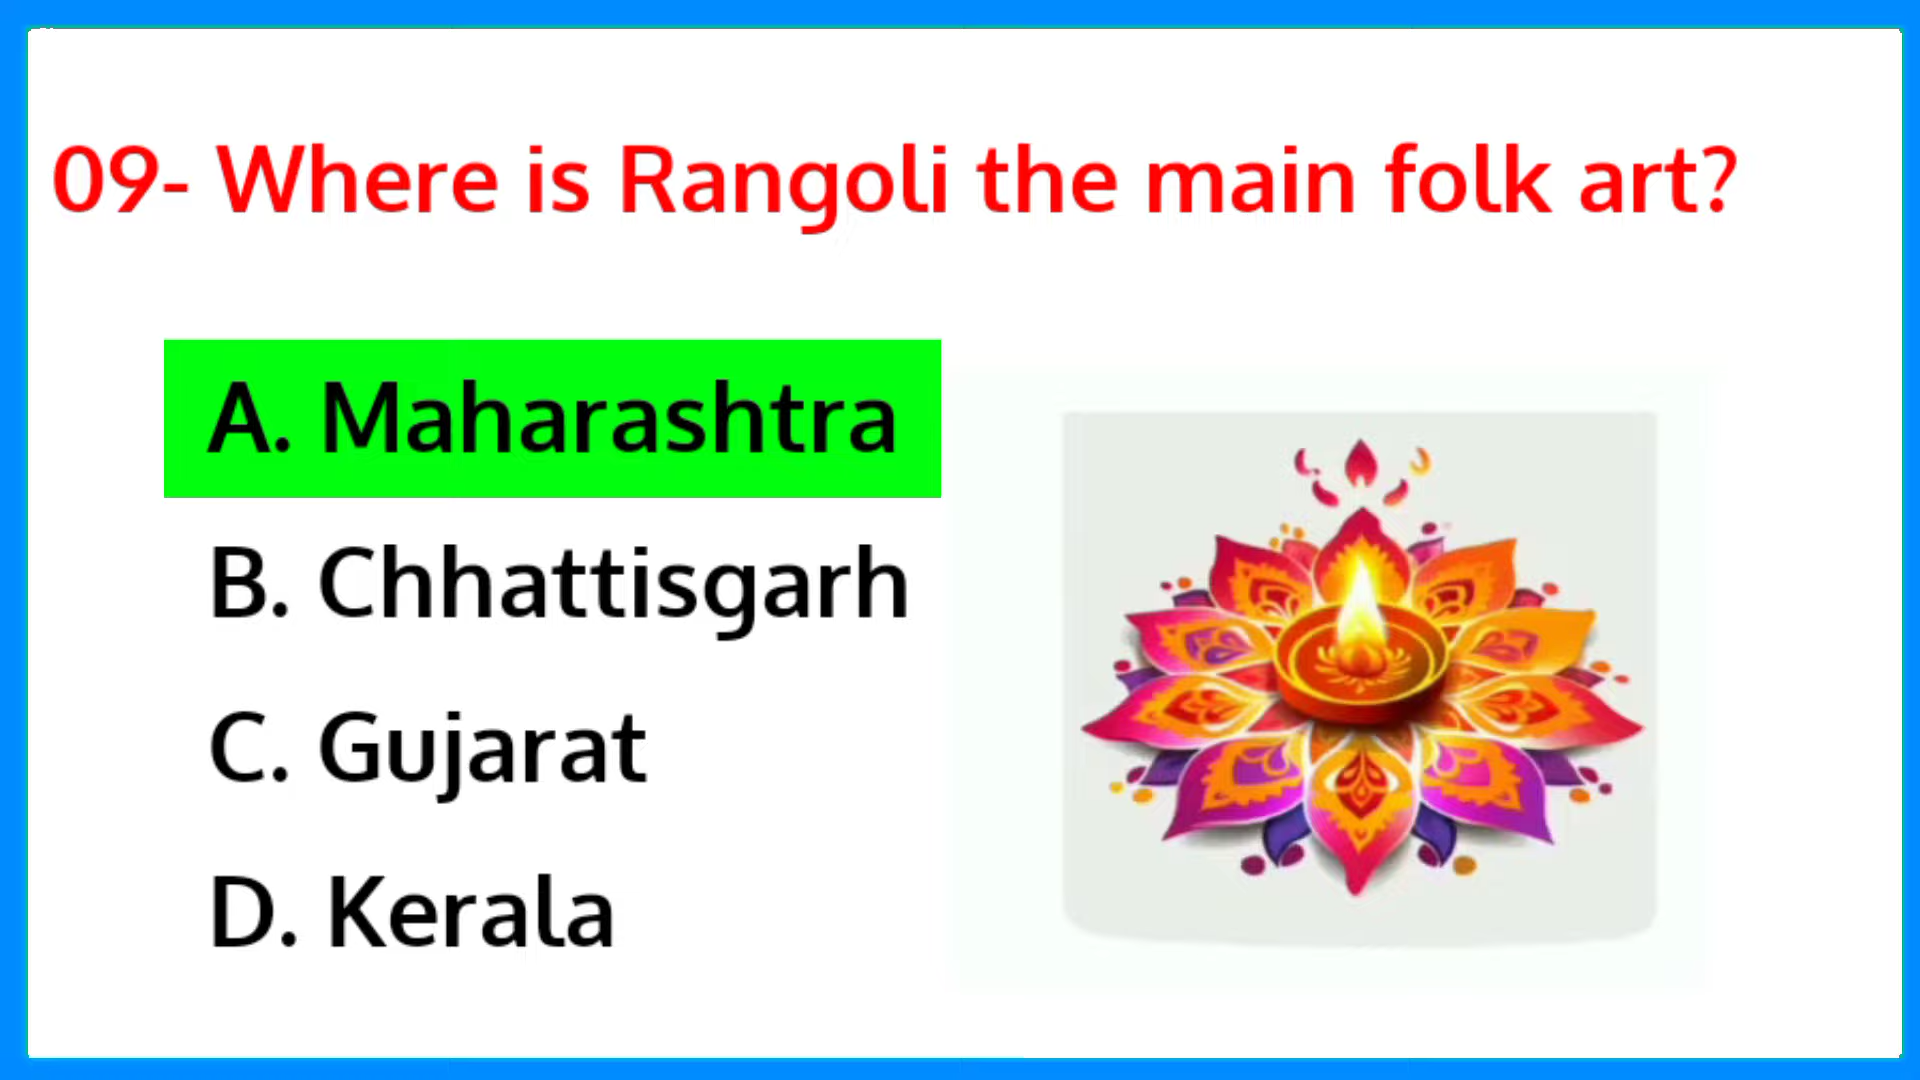 09- Where is Rangoli the main folk art?
A. Maharashtra
B. Chhattisgarh
C. Gujarat
D. Kerala